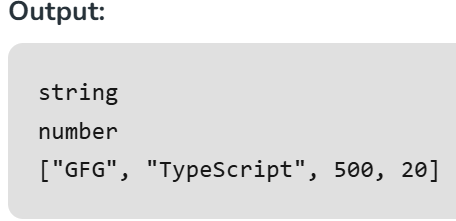 Output:
string
number
["GFG", "TypeScript", 500, 20]